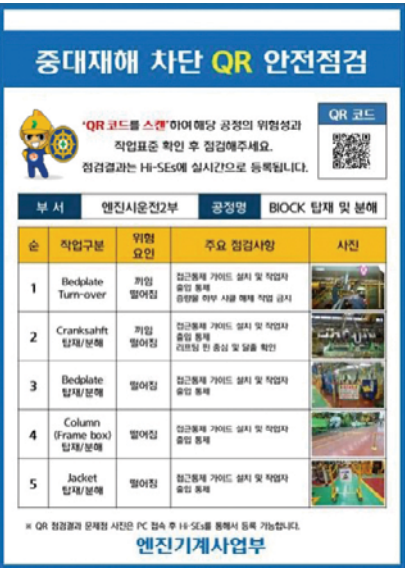 중대재해 차단 QR 안전점검
'QR코드를 스캔'하여 해당 공정의 위험성과
작업표준 확인 후 점검해주세요.
점검결과는 Hi-SEs에 실시간으로 등록됩니다.
QR 코드
부 서 엔진시운전2부 공정명 BlOCK 탑재 및 분해
순 작업구분 위험 요인 주요 점검사항 사진
1 Bedplate Turn-over 끼임 떨어짐 접근통제 가이드 설치 및 작업자
출입 통제
중량물 하부 샤클 해체 작업 금지
2 Cranksahft 탑재/분해 끼임 떨어짐 접근통제 가이드 설치 및 작업자
출입 통제
리프팅 핀 중심 및 돌출 확인
3 Bedplate 탑재/분해 떨어짐 접근통제 가이드 설치 및 작업자
출입 통제
4 Column (Frame box) 탑재/분해 떨어짐 접근통제 가이드 설치 및 작업자
출입 통제
5 Jacket 탑재/분해 떨어짐 접근통제 가이드 설치 및 작업자
출입 통제
※ QR 점검결과 문제점 사진은 PC 접속 후 Hi-SEs를 통해서 등록 가능합니다.
엔진기계사업부